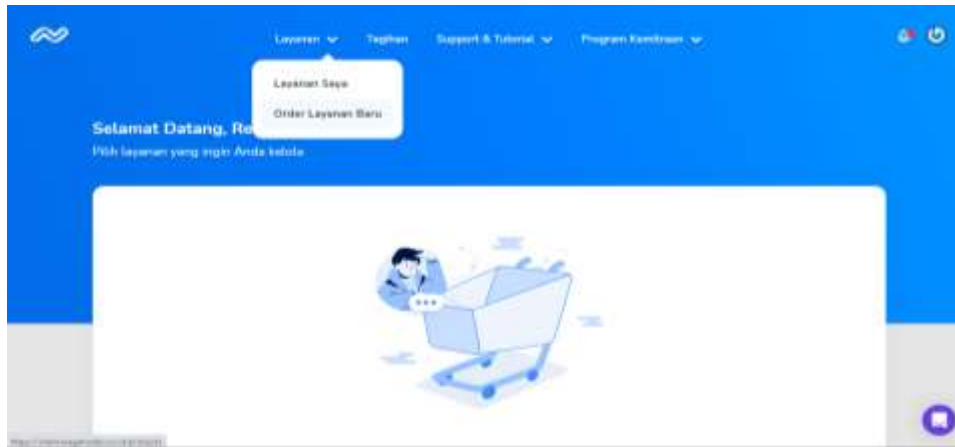 Layanan Tagihan Support & Tutorial Program Kemitraan
Layanan Saya
Order Layanan Baru
Selamat Datang, Re
Pilih layanan yang ingin Anda kelola